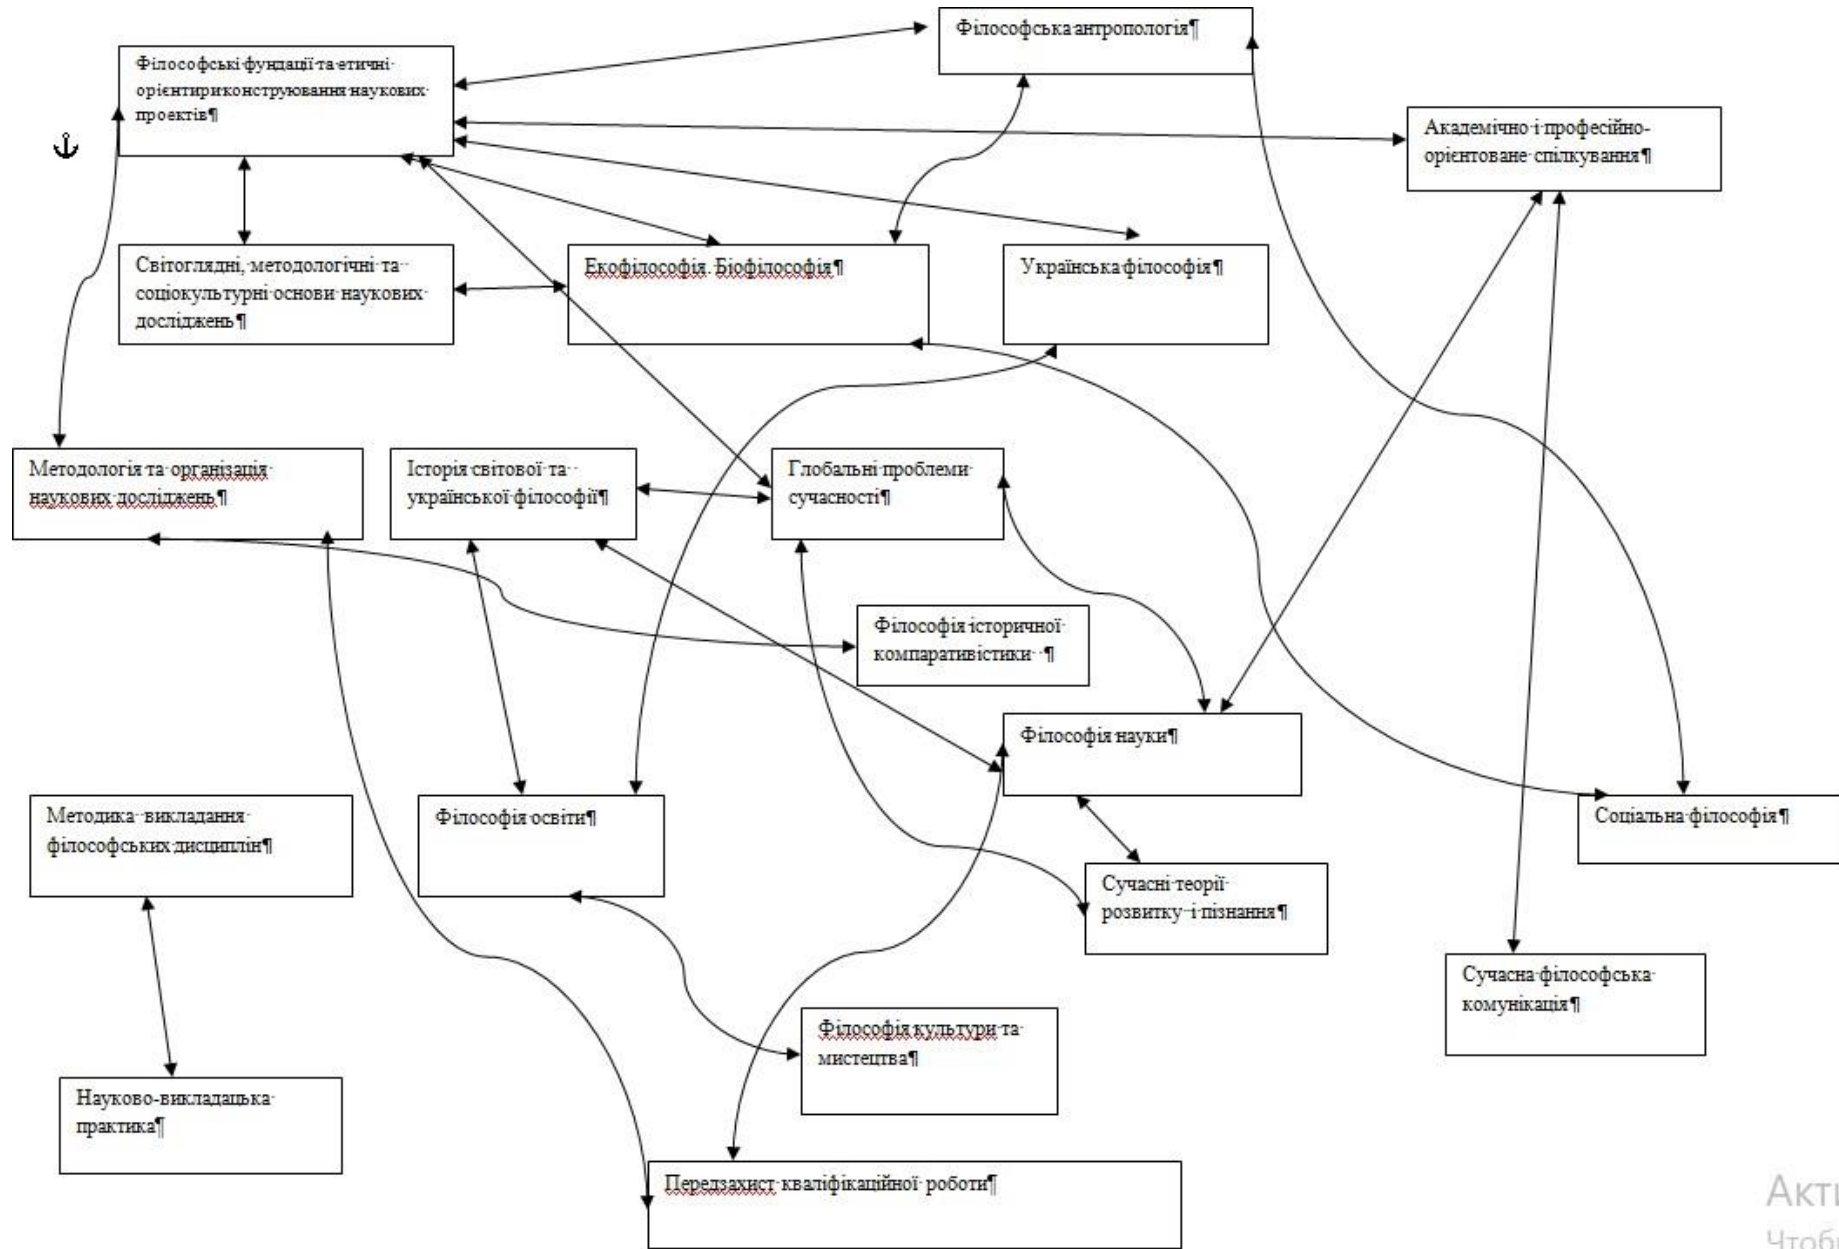 Філософська антропологія¶
Філософські фундації та етичні
орієнтири конструювання наукових
проектів¶
Академічно і професійно-
орієнтоване спілкування¶
Світоглядні, методологічні та
соціокультурні основи наукових
досліджень¶
Екофілософія. Біофілософія¶
Українська філософія¶
Методологія та організація
наукових досліджень¶
Історія світової та
української філософії¶
Глобальні проблеми
сучасності¶
Філософія історичної
компаративістики ¶
Філософія науки¶
Методика викладання
філософських дисциплін¶
Філософія освіти¶
Соціальна філософія¶
Сучасні теорії
розвитку і пізнання¶
Сучасна філософська
комунікація¶
Філософія культури та
мистецтва¶
Науково-викладацька
практика¶
Передзахист кваліфікаційної роботи¶